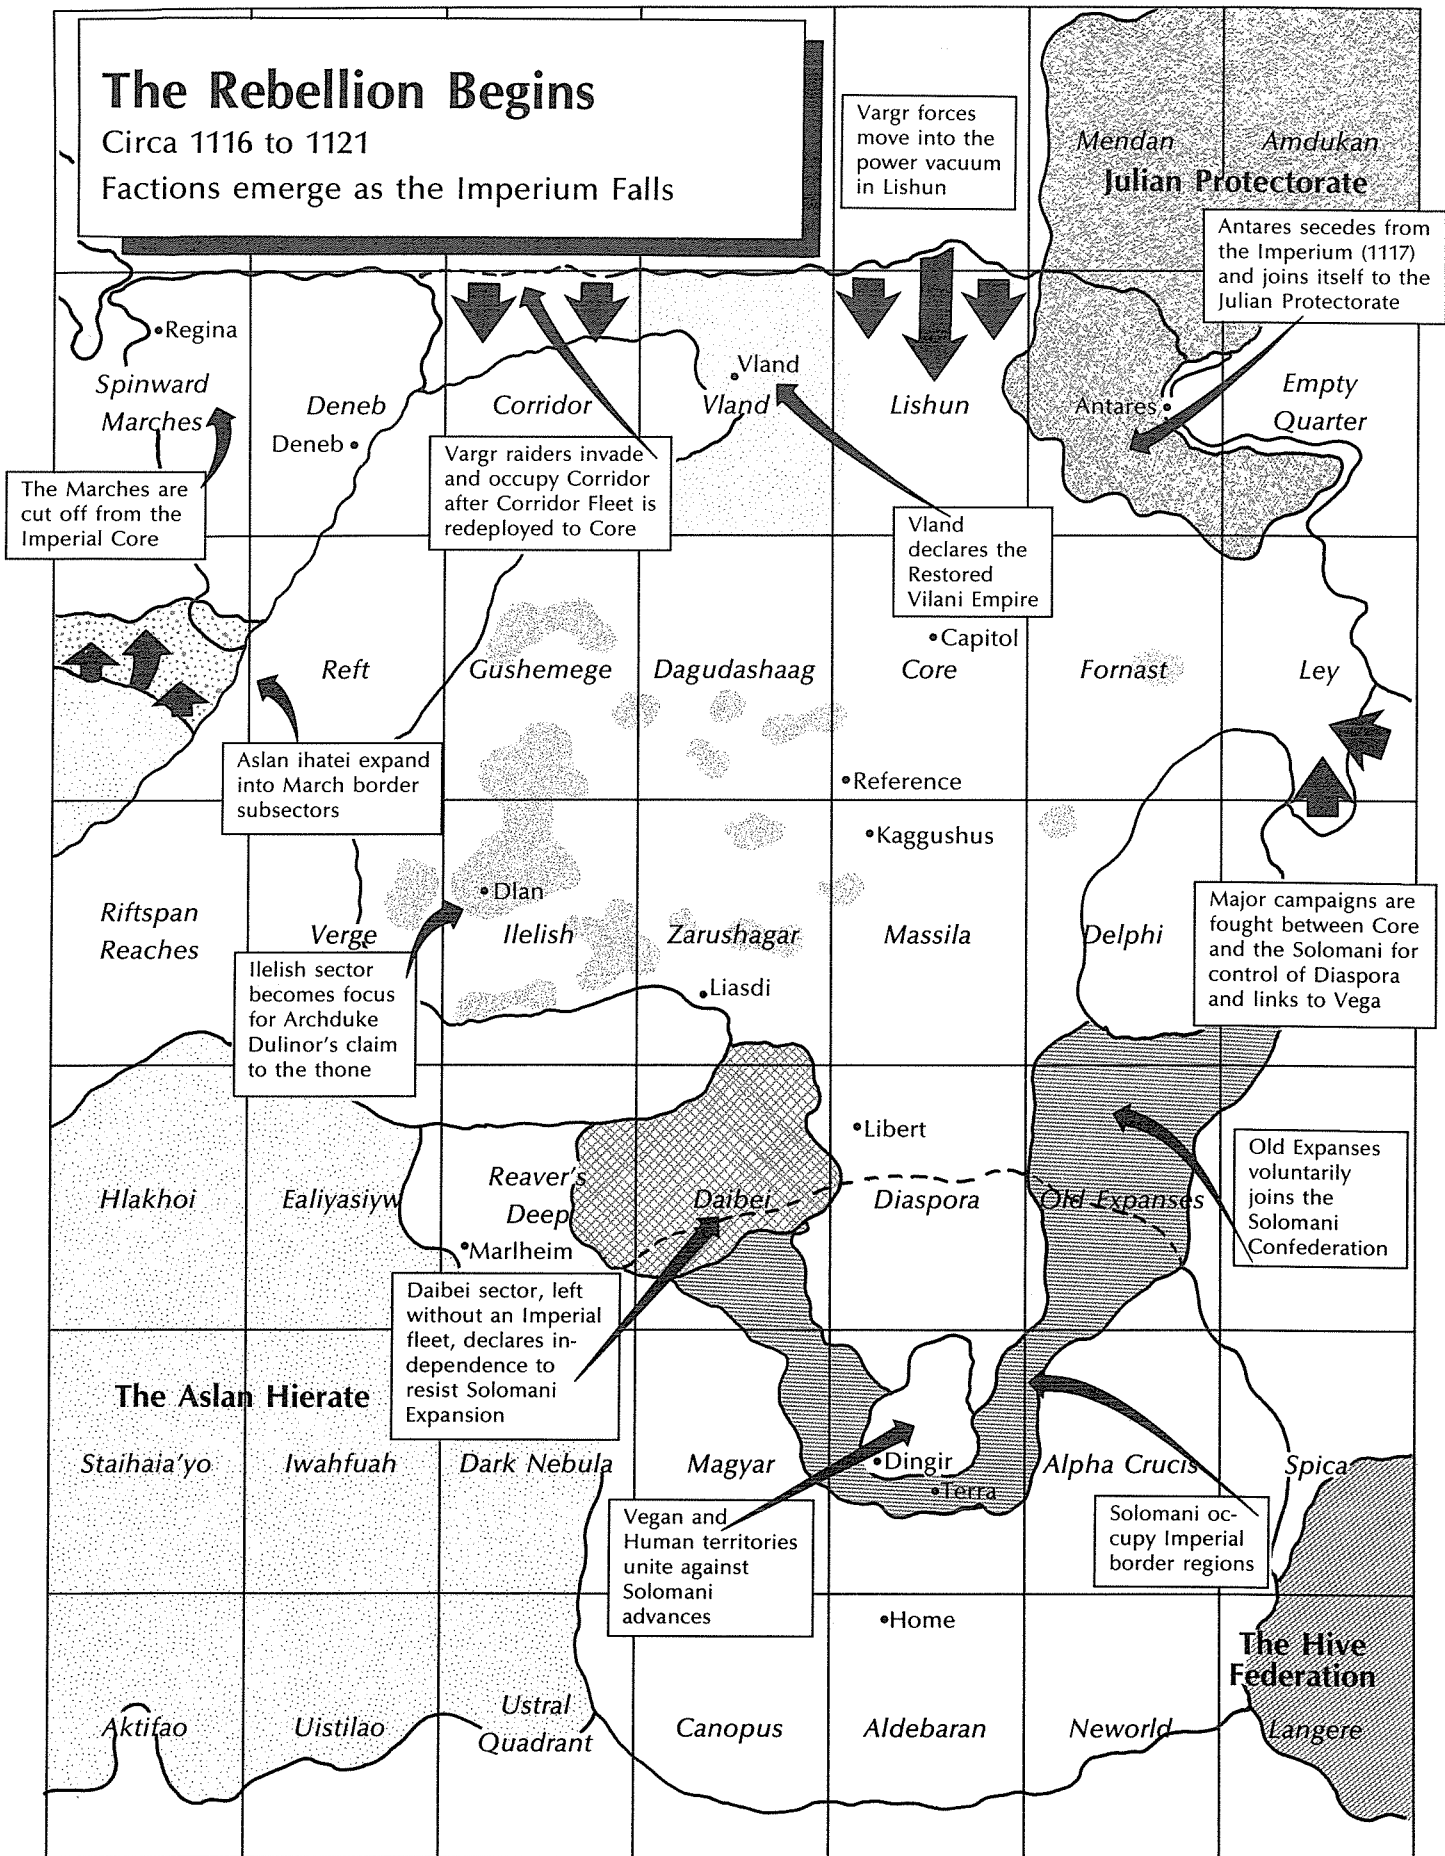 The Rebellion Begins
Circa 1116 to 1121
Factions emerge as the Imperium Falls
Vargr forces
move into the
power vacuum
in Lishun
Mendan
Amdukan
Julian Protectorate
Antares secedes from
the Imperium (1117)
and joins itself to the
Julian Protectorate
Regina
Spinward
Marches
Deneb
Deneb
Corridor
Vland
Vland
Lishun
Antares
Empty
Quarter
The Marches are
cut off from the
Imperial Core
Vargr raiders invade
and occupy Corridor
after Corridor Fleet is
redeployed to Core
Vland
declares the
Restored
Vilani Empire
Capitol
Reft
Gushemege
Dagudashaag
Core
Fornast
Ley
Aslan ihatei expand
into March border
subsectors
Reference
Kaggushus
Dlan
Riftspan
Reaches
Verge
Ilelish
Zarushagar
Massila
Delphi
Major campaigns are
fought between Core
and the Solomani for
control of Diaspora
and links to Vega
Ilelish sector
becomes focus
for Archduke
Dulinor's claim
to the thone
Liasdi
Libert
Hlakhoi
Ealiyasiyw
Reaver's
Deep
Daibei
Diaspora
Old Expanses
Old Expanses
voluntarily
joins the
Solomani
Confederation
Marlheim
Daibei sector, left
without an Imperial
fleet, declares in-
dependence to
resist Solomani
Expansion
The Aslan Hierate
Staihaia'yo
Iwahfuah
Dark Nebula
Magyar
Dingir
Terra
Alpha Crucis
Spica
Vegan and
Human territories
unite against
Solomani
advances
Solomani oc-
cupy Imperial
border regions
Home
The Hive
Federation
Aktifao
Uistilao
Ustral
Quadrant
Canopus
Aldebaran
Neworld
Langere